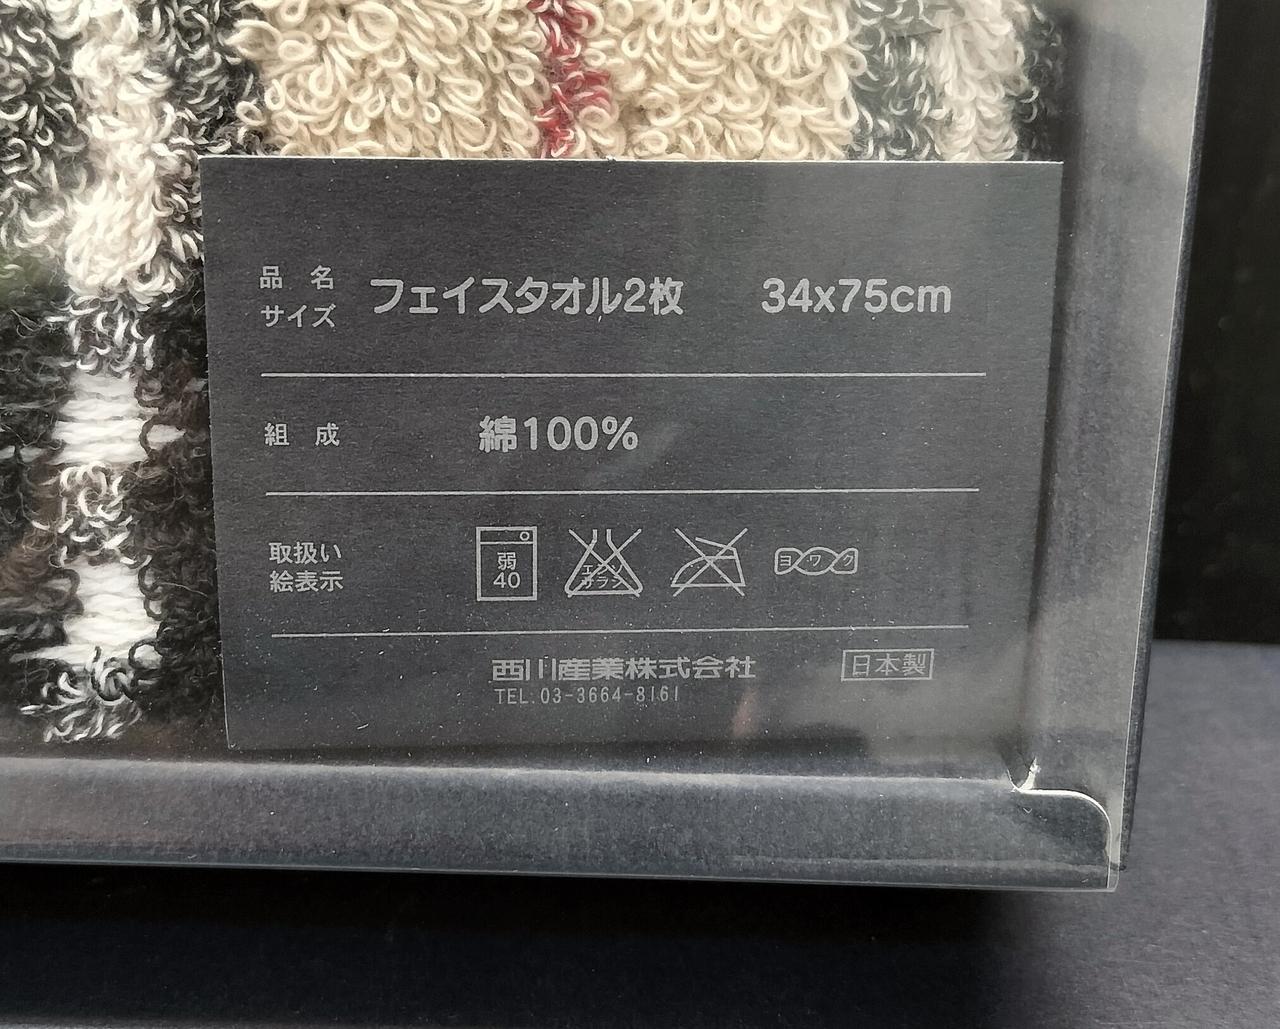 品名 フェイスタオル2枚 34x75cm
サイズ
組成 綿100%
取扱い
絵表示
弱
40
エンソ
サラシ
ヨワク
西川産業株式会社 日本製
TEL.03-3664-8161